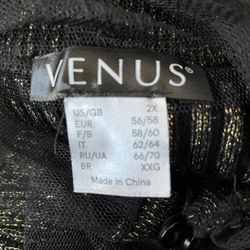 VENUS®
US/GB 2X
EUR 56/58
F/B 58/60
IT 62/64
RU/UA 66/70
BR XXG
Made in China